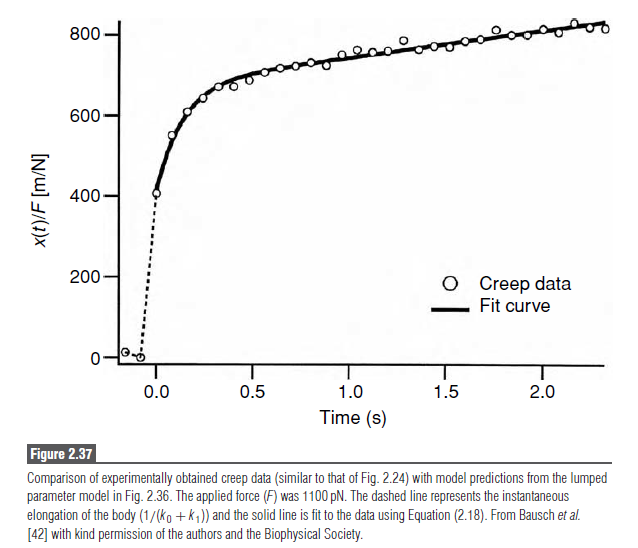 800
600
400
200
0
x(t)/F [m/N]
Creep data
Fit curve
0.0 0.5 1.0 1.5 2.0
Time (s)
Figure 2.37
Comparison of experimentally obtained creep data (similar to that of Fig. 2.24) with model predictions from the lumped
parameter model in Fig. 2.36. The applied force (F) was 1100 pN. The dashed line represents the instantaneous
elongation of the body (1/(k₀ + k₁)) and the solid line is fit to the data using Equation (2.18). From Bausch et al.
[42] with kind permission of the authors and the Biophysical Society.